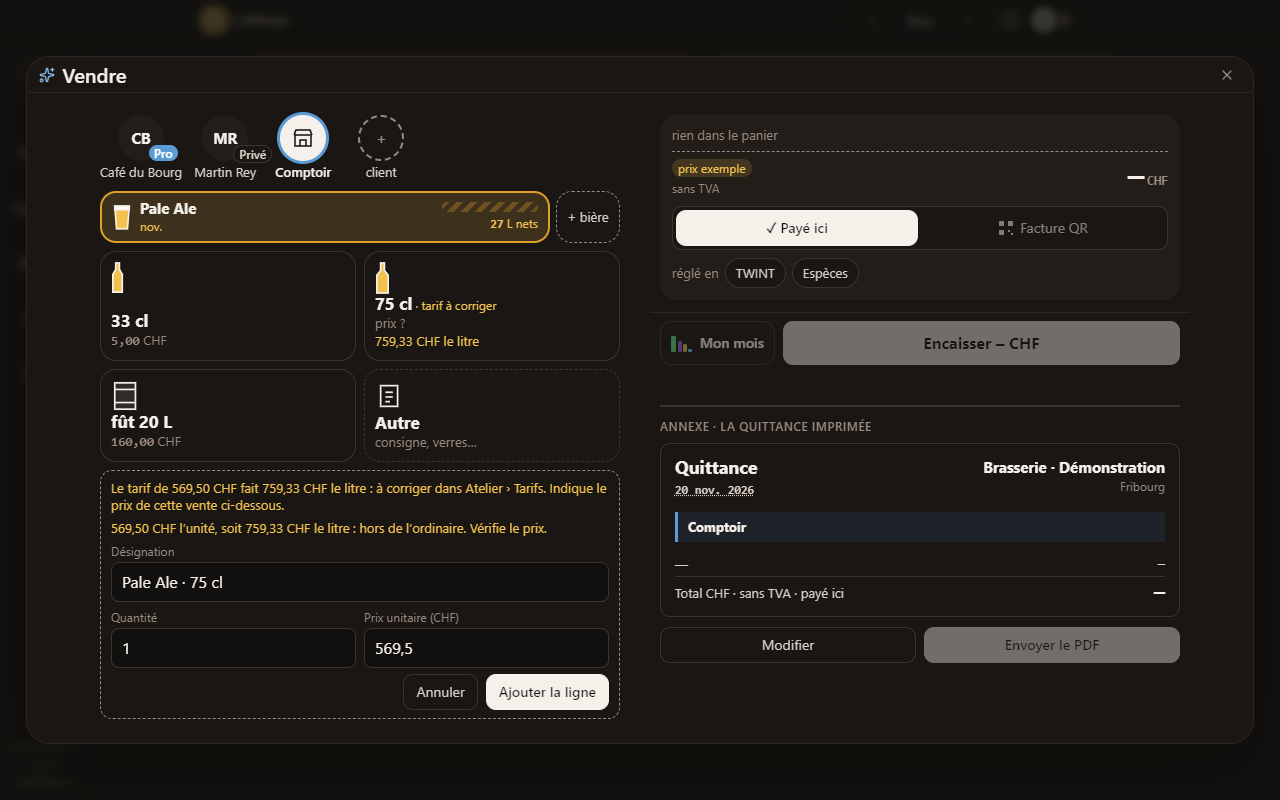 Vendre
CB
Pro
Café du Bourg
MR
Privé
Martin Rey
Comptoir
+
client
Pale Ale
nov.
27 L nets
+ bière
33 cl
5,00 CHF
75 cl · tarif à corriger
prix ?
759,33 CHF le litre
fût 20 L
160,00 CHF
Autre
consigne, verres…
Le tarif de 569,50 CHF fait 759,33 CHF le litre : à corriger dans Atelier › Tarifs. Indique le
prix de cette vente ci-dessous.
569,50 CHF l’unité, soit 759,33 CHF le litre : hors de l’ordinaire. Vérifie le prix.
Désignation
Pale Ale · 75 cl
Quantité
1
Prix unitaire (CHF)
569,5
Annuler
Ajouter la ligne
rien dans le panier
prix exemple
sans TVA
— CHF
✓ Payé ici
Facture QR
réglé en
TWINT
Espèces
Mon mois
Encaisser – CHF
ANNEXE · LA QUITTANCE IMPRIMÉE
Quittance
20 nov. 2026
Brasserie · Démonstration
Fribourg
Comptoir
— –
Total CHF · sans TVA · payé ici –
Modifier
Envoyer le PDF